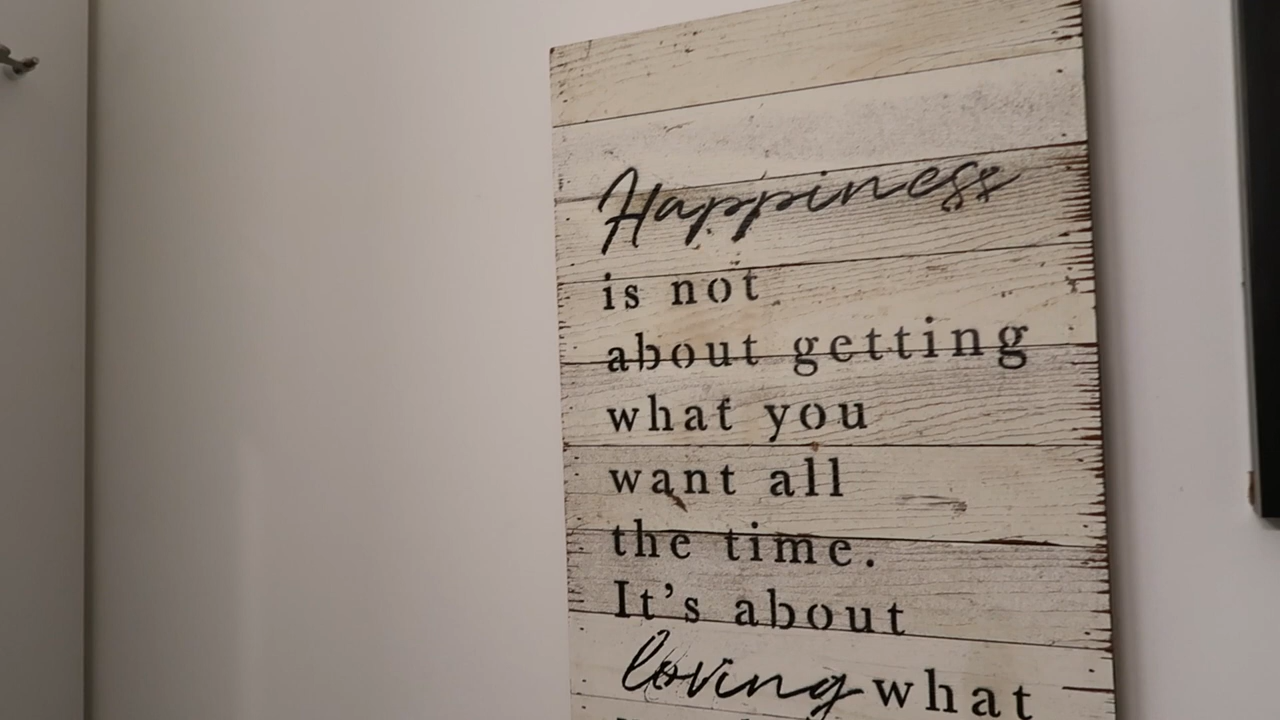 Happiness
is not
about getting
what you
want all
the time.
It's about
loving what